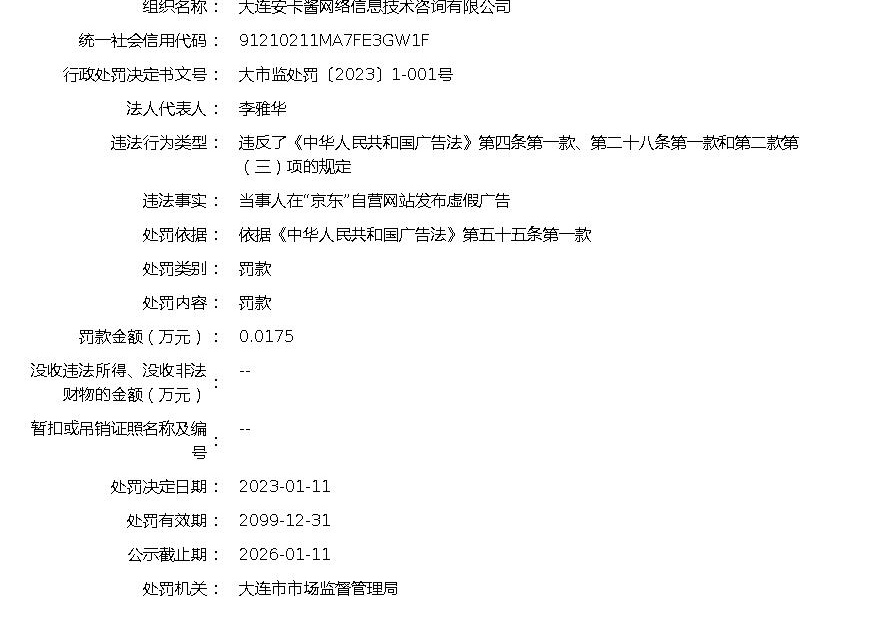 组织名称： 大连安卡酱网络信息技术咨询有限公司
统一社会信用代码： 91210211MA7FE3GW1F
行政处罚决定书文号： 大市监处罚〔2023〕1-001号
法人代表人： 李雅华
违法行为类型： 违反了《中华人民共和国广告法》第四条第一款、第二十八条第一款和第二款第
（三）项的规定
违法事实： 当事人在“京东”自营网站发布虚假广告
处罚依据： 依据《中华人民共和国广告法》第五十五条第一款
处罚类别： 罚款
处罚内容： 罚款
罚款金额（万元）： 0.0175
没收违法所得、没收非法
财物的金额（万元）： --
暂扣或吊销证照名称及编
号： --
处罚决定日期： 2023-01-11
处罚有效期： 2099-12-31
公示截止期： 2026-01-11
处罚机关： 大连市市场监督管理局